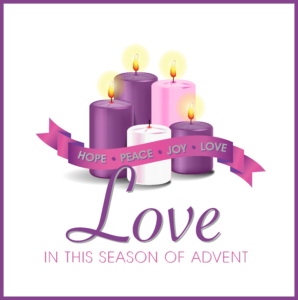 HOPE • PEACE • JOY • LOVE
Love
IN THIS SEASON OF ADVENT